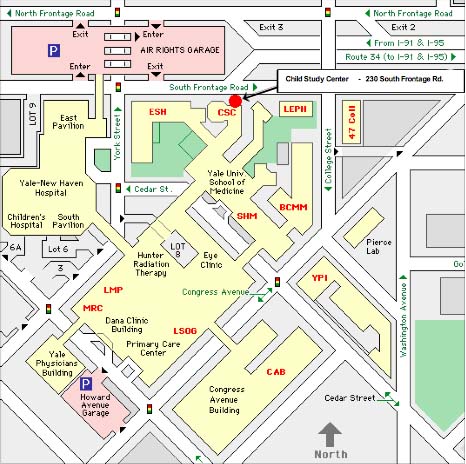 North Frontage Road
North Frontage Road
Exit
Enter
Exit 3
Exit 2
P
AIR RIGHTS GARAGE
From I-91 & I-95
Route 34 (to I-91 & I-95)
Enter
Exit
South Frontage Road
Child Study Center - 230 South Frontage Rd.
LOT 9
East
Pavilion
York Street
ESH
CSC
LEPH
47 Coll
College Street
Yale-New Haven
Hospital
Cedar St.
Yale Univ.
School of
Medicine
Children's
Hospital
South
Pavilion
SHM
BCMM
6A
Lot 6
3
LOT
8
Hunter
Radiation
Therapy
Eye
Clinic
Pierce
Lab
Go
LMP
Congress Avenue
YPI
Washington Avenue
MRC
Dana Clinic
Building
LSOG
Primary Care
Center
Yale
Physicians
Building
P
Howard
Avenue
Garage
CAB
Congress
Avenue
Building
Cedar Street
North